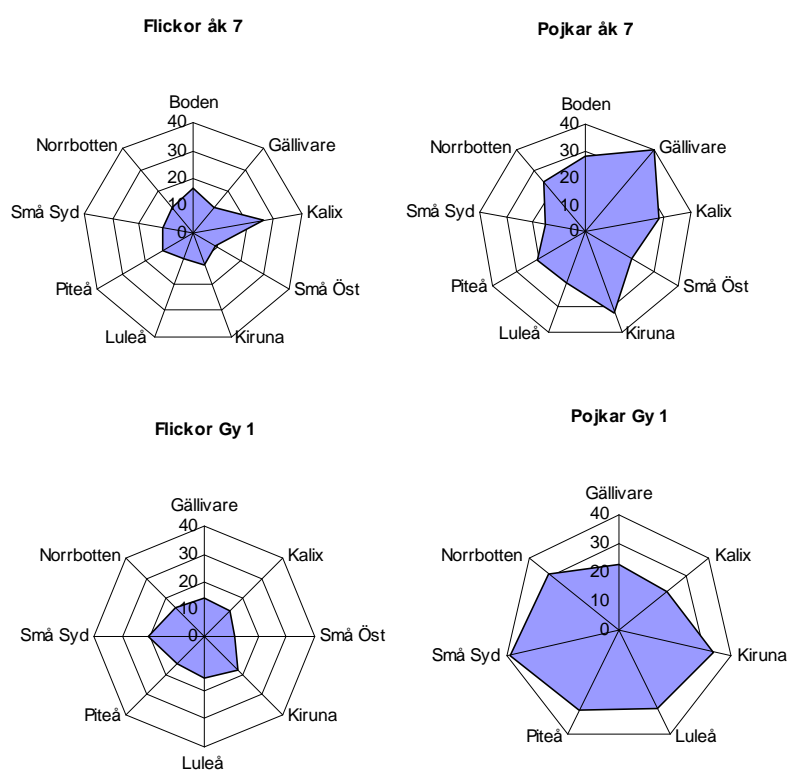 Flickor åk 7
Boden
40
30
20
10
0
Gällivare
Kalix
Små Öst
Kiruna
Luleå
Piteå
Små Syd
Norrbotten
Pojkar åk 7
Boden
40
30
20
10
0
Gällivare
Kalix
Små Öst
Kiruna
Luleå
Piteå
Små Syd
Norrbotten
Flickor Gy 1
Gällivare
40
30
20
10
0
Kalix
Små Öst
Kiruna
Luleå
Piteå
Små Syd
Norrbotten
Pojkar Gy 1
Gällivare
40
30
20
10
0
Kalix
Kiruna
Luleå
Piteå
Små Syd
Norrbotten